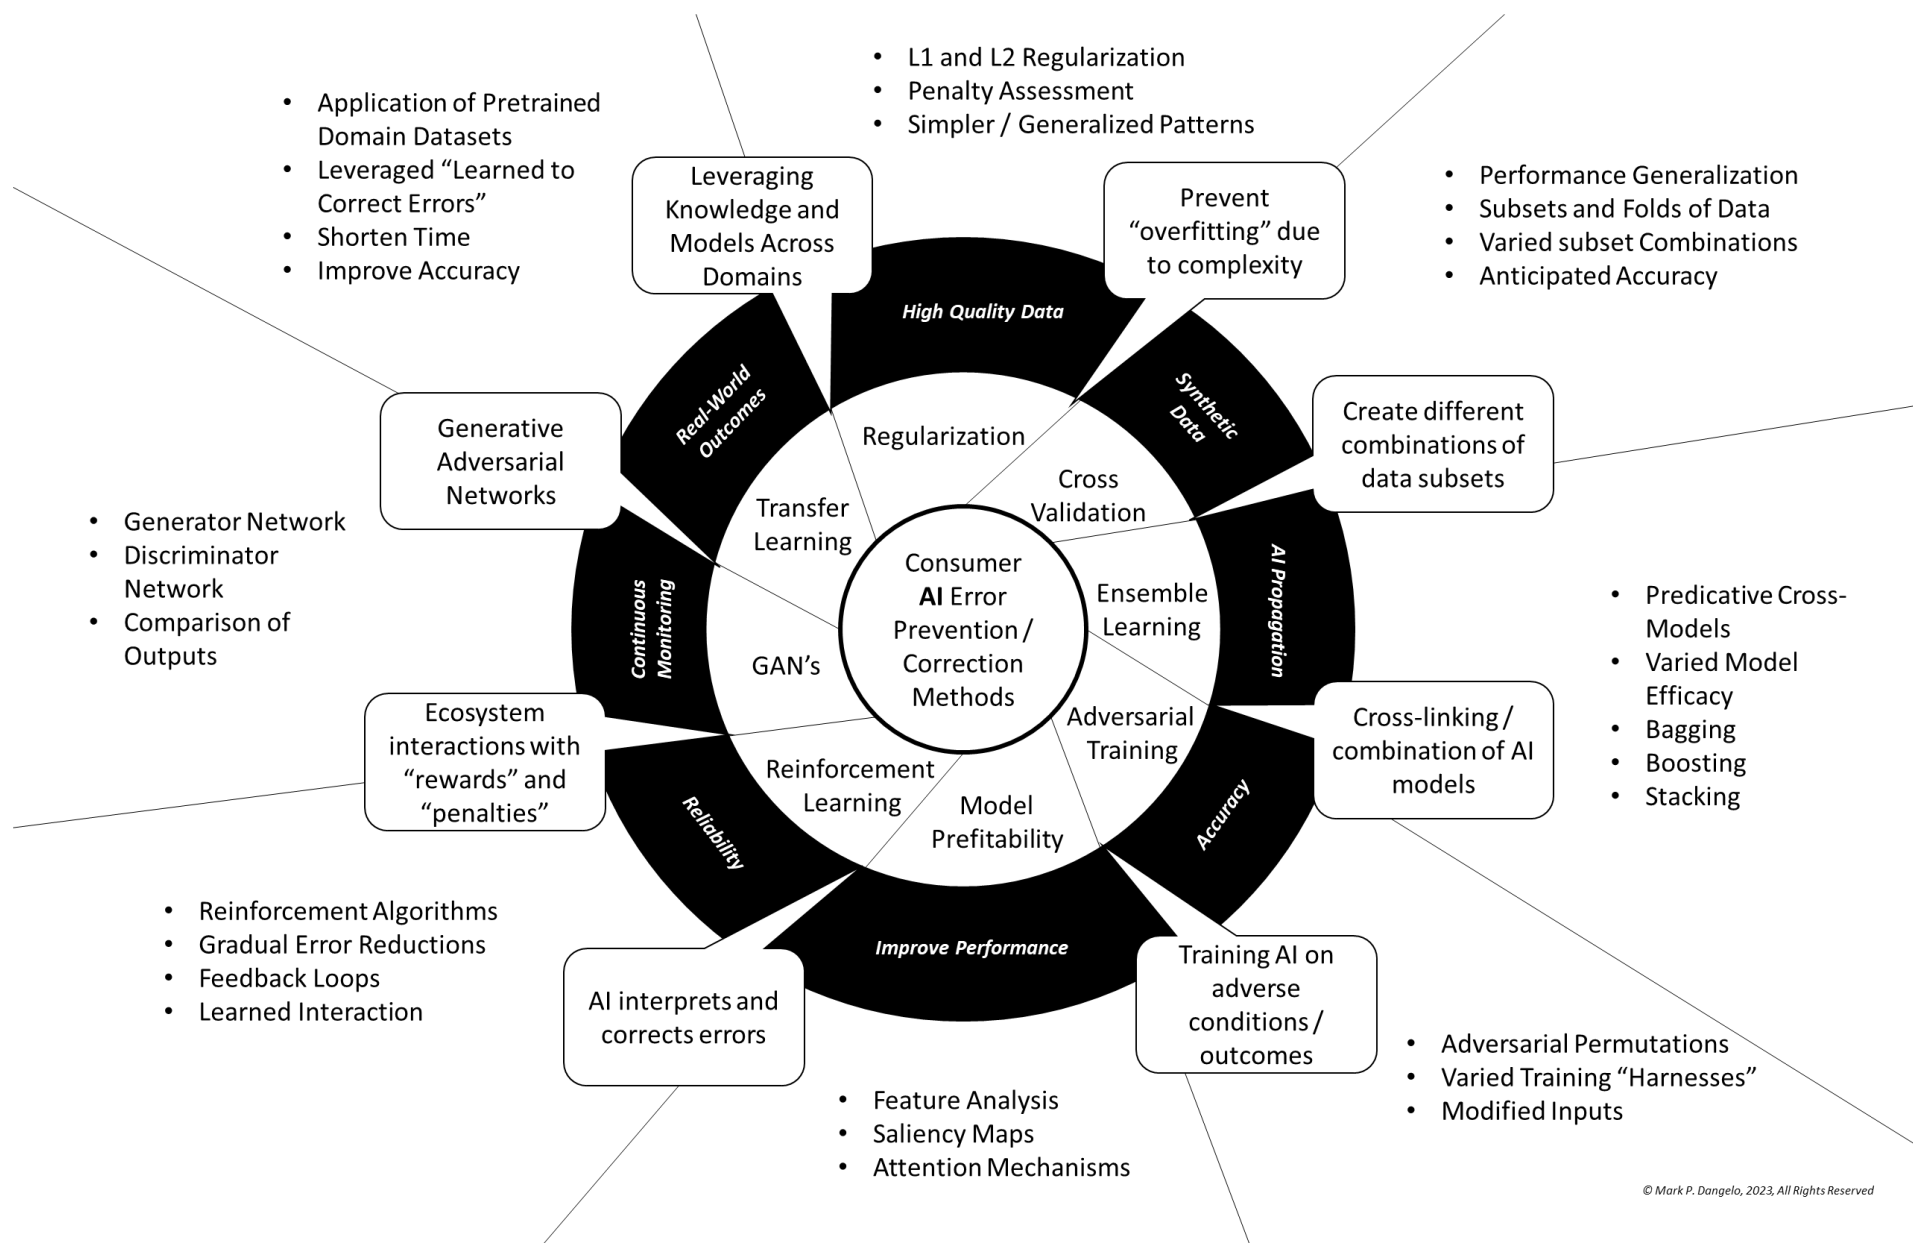 • L1 and L2 Regularization
• Penalty Assessment
• Simpler / Generalized Patterns
• Application of Pretrained
Domain Datasets
• Leveraged “Learned to
Correct Errors”
• Shorten Time
• Improve Accuracy
Leveraging
Knowledge and
Models Across
Domains
Prevent
“overfitting” due
to complexity
• Performance Generalization
• Subsets and Folds of Data
• Varied subset Combinations
• Anticipated Accuracy
High Quality Data
Real-World
Outcomes
Synthetic
Data
Generative
Adversarial
Networks
Create different
combinations of
data subsets
Regularization
Cross
Validation
Transfer
Learning
• Generator Network
• Discriminator
Network
• Comparison of
Outputs
Continuous
Monitoring
Consumer
AI Error
Prevention /
Correction
Methods
Ensemble
Learning
AI Propagation
• Predicative Cross-
Models
• Varied Model
Efficacy
• Bagging
• Boosting
• Stacking
GAN’s
Adversarial
Training
Ecosystem
interactions with
“rewards” and
“penalties”
Cross-linking /
combination of AI
models
Reinforcement
Learning
Model
Prefitability
Reliability
Accuracy
• Reinforcement Algorithms
• Gradual Error Reductions
• Feedback Loops
• Learned Interaction
Improve Performance
AI interprets and
corrects errors
Training AI on
adverse
conditions /
outcomes
• Adversarial Permutations
• Varied Training “Harnesses”
• Modified Inputs
• Feature Analysis
• Saliency Maps
• Attention Mechanisms
© Mark P. Dangelo, 2023, All Rights Reserved